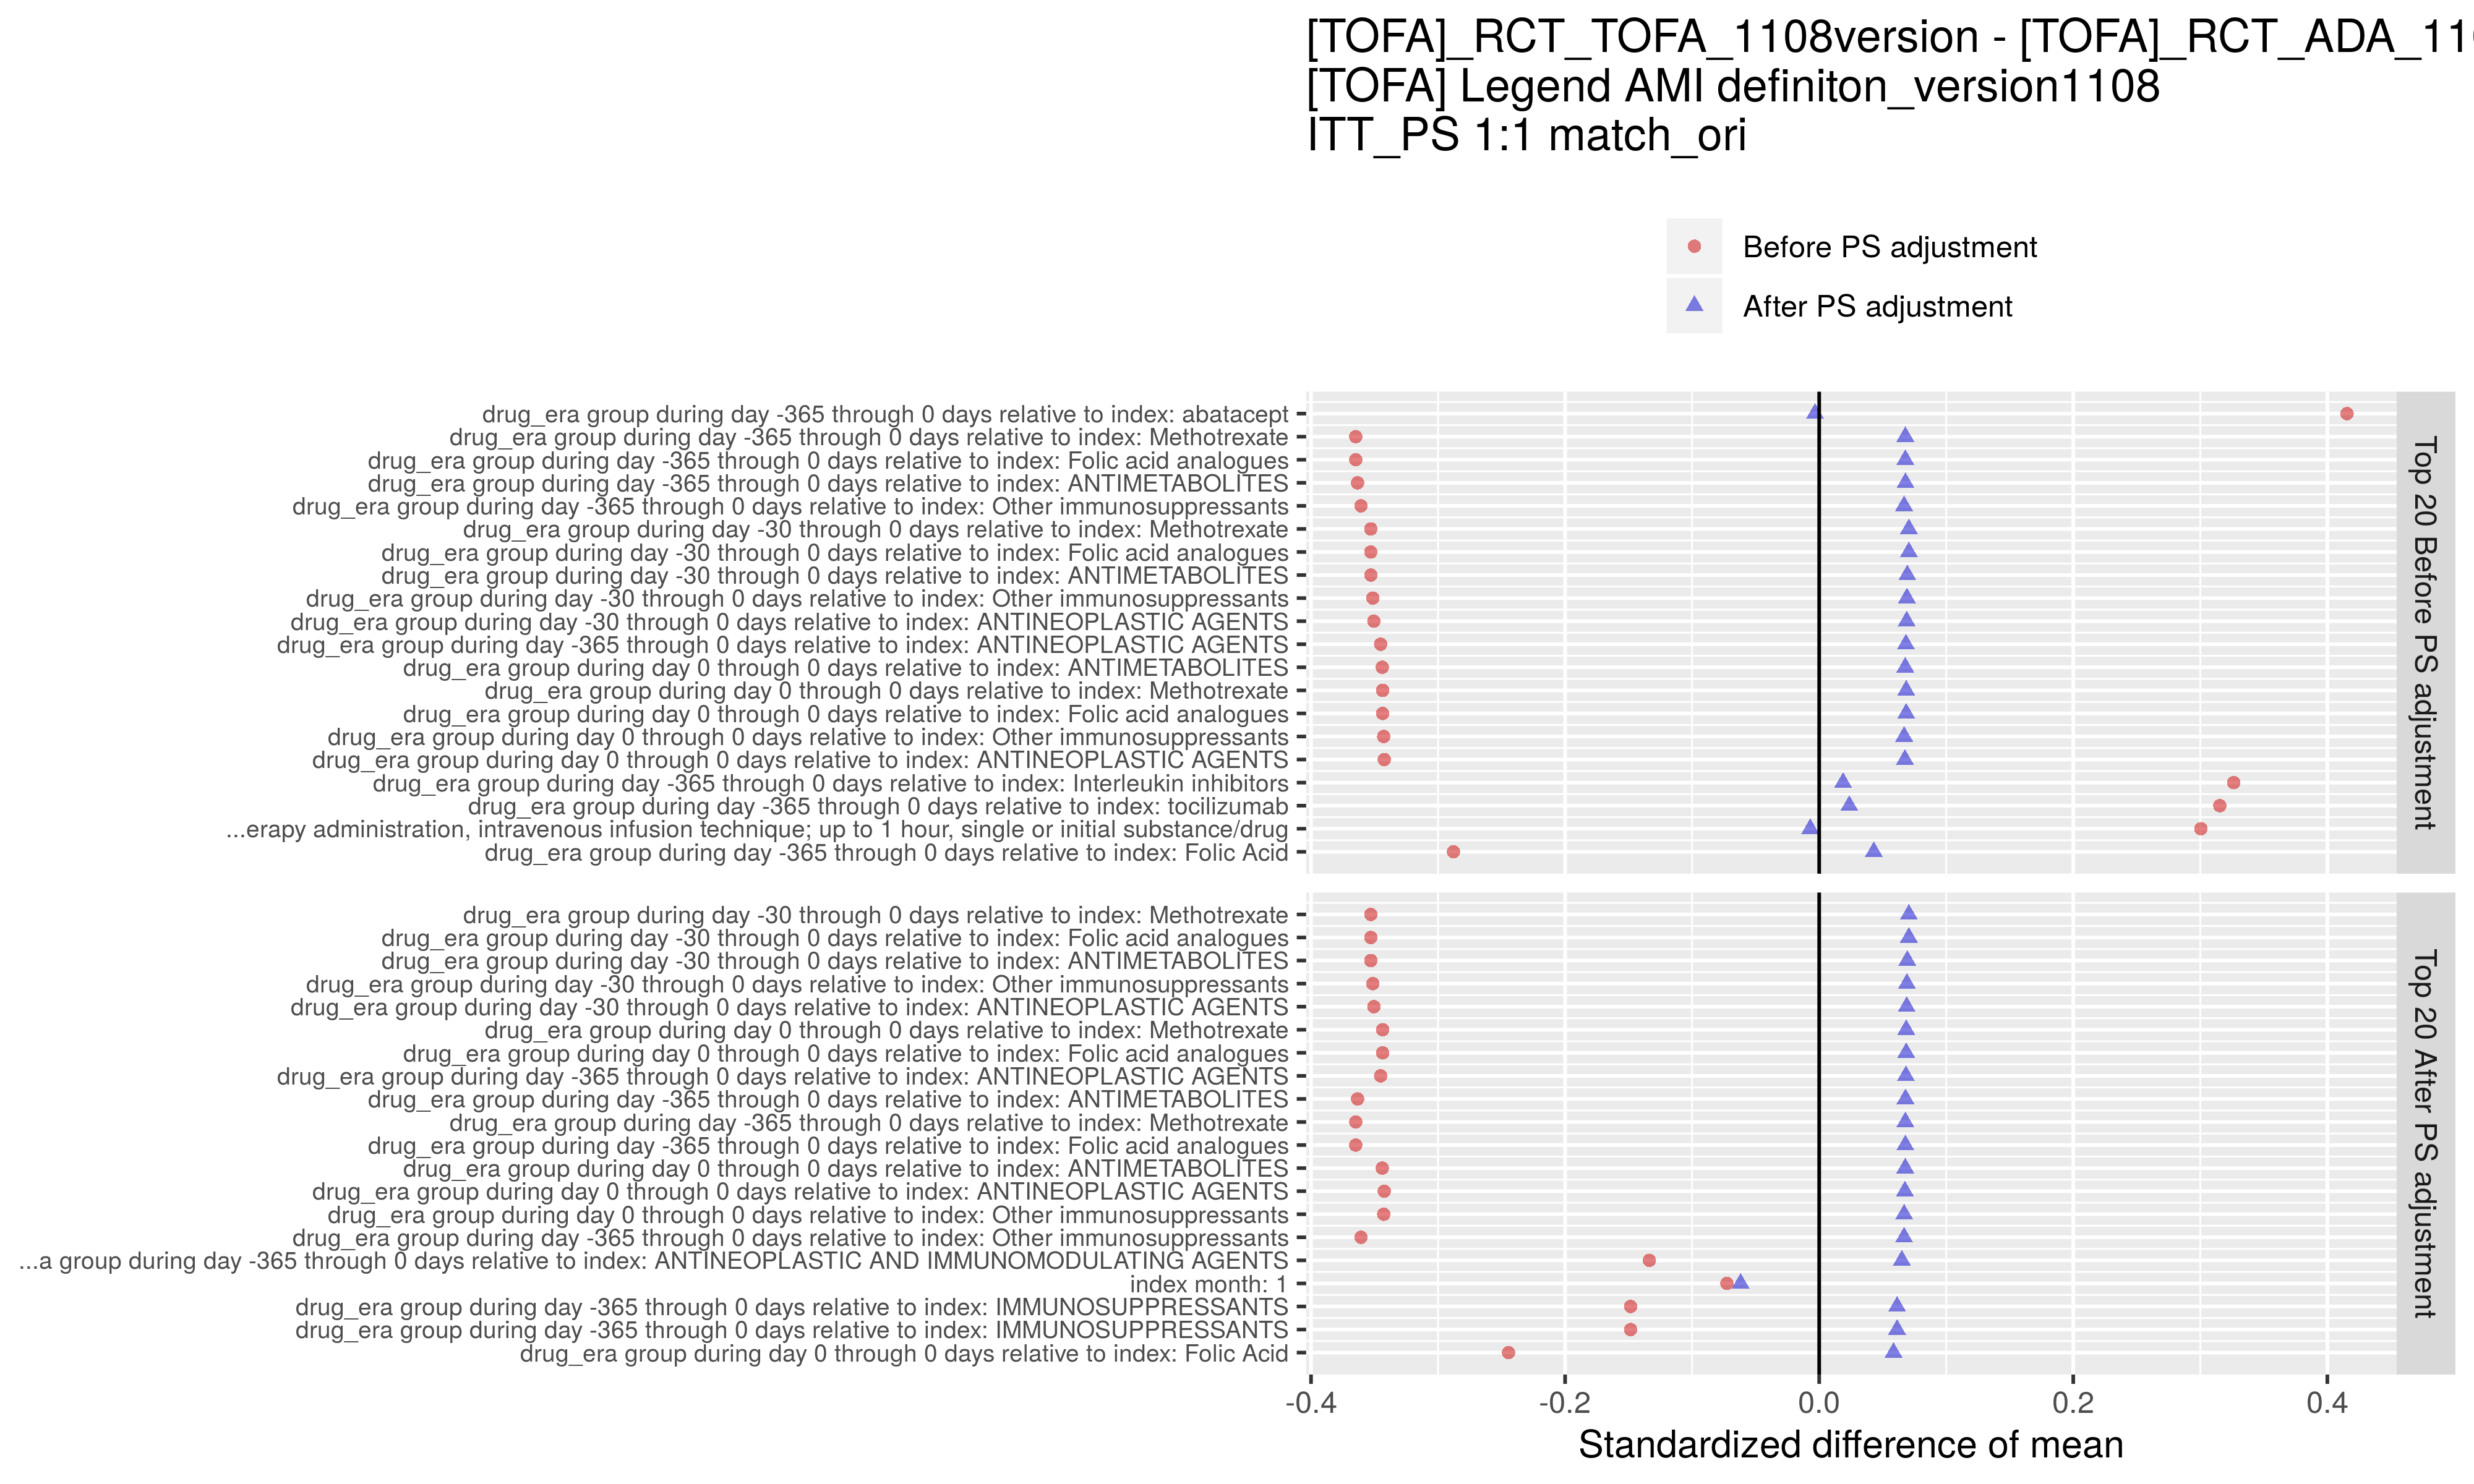 [TOFA]_RCT_TOFA_1108version - [TOFA]_RCT_ADA_11
[TOFA] Legend AMI definiton_version1108
ITT_PS 1:1 match_ori
Before PS adjustment
After PS adjustment
drug_era group during day -365 through 0 days relative to index: abatacept
drug_era group during day -365 through 0 days relative to index: Methotrexate
drug_era group during day -365 through 0 days relative to index: Folic acid analogues
drug_era group during day -365 through 0 days relative to index: ANTIMETABOLITES
drug_era group during day -365 through 0 days relative to index: Other immunosuppressants
drug_era group during day -30 through 0 days relative to index: Methotrexate
drug_era group during day -30 through 0 days relative to index: Folic acid analogues
drug_era group during day -30 through 0 days relative to index: ANTIMETABOLITES
drug_era group during day -30 through 0 days relative to index: Other immunosuppressants
drug_era group during day -30 through 0 days relative to index: ANTINEOPLASTIC AGENTS
drug_era group during day -365 through 0 days relative to index: ANTINEOPLASTIC AGENTS
drug_era group during day 0 through 0 days relative to index: ANTIMETABOLITES
drug_era group during day 0 through 0 days relative to index: Methotrexate
drug_era group during day 0 through 0 days relative to index: Folic acid analogues
drug_era group during day 0 through 0 days relative to index: Other immunosuppressants
drug_era group during day 0 through 0 days relative to index: ANTINEOPLASTIC AGENTS
drug_era group during day -365 through 0 days relative to index: Interleukin inhibitors
drug_era group during day -365 through 0 days relative to index: tocilizumab
...erapy administration, intravenous infusion technique; up to 1 hour, single or initial substance/drug
drug_era group during day -365 through 0 days relative to index: Folic Acid
Top 20 Before PS adjustment
drug_era group during day -30 through 0 days relative to index: Methotrexate
drug_era group during day -30 through 0 days relative to index: Folic acid analogues
drug_era group during day -30 through 0 days relative to index: ANTIMETABOLITES
drug_era group during day -30 through 0 days relative to index: Other immunosuppressants
drug_era group during day -30 through 0 days relative to index: ANTINEOPLASTIC AGENTS
drug_era group during day 0 through 0 days relative to index: Methotrexate
drug_era group during day 0 through 0 days relative to index: Folic acid analogues
drug_era group during day -365 through 0 days relative to index: ANTINEOPLASTIC AGENTS
drug_era group during day -365 through 0 days relative to index: ANTIMETABOLITES
drug_era group during day -365 through 0 days relative to index: Methotrexate
drug_era group during day -365 through 0 days relative to index: Folic acid analogues
drug_era group during day 0 through 0 days relative to index: ANTIMETABOLITES
drug_era group during day 0 through 0 days relative to index: ANTINEOPLASTIC AGENTS
drug_era group during day 0 through 0 days relative to index: Other immunosuppressants
drug_era group during day -365 through 0 days relative to index: Other immunosuppressants
...a group during day -365 through 0 days relative to index: ANTINEOPLASTIC AND IMMUNOMODULATING AGENTS
index month: 1
drug_era group during day -365 through 0 days relative to index: IMMUNOSUPPRESSANTS
drug_era group during day -365 through 0 days relative to index: IMMUNOSUPPRESSANTS
drug_era group during day 0 through 0 days relative to index: Folic Acid
Top 20 After PS adjustment
-0.4 -0.2 0.0 0.2 0.4
Standardized difference of mean